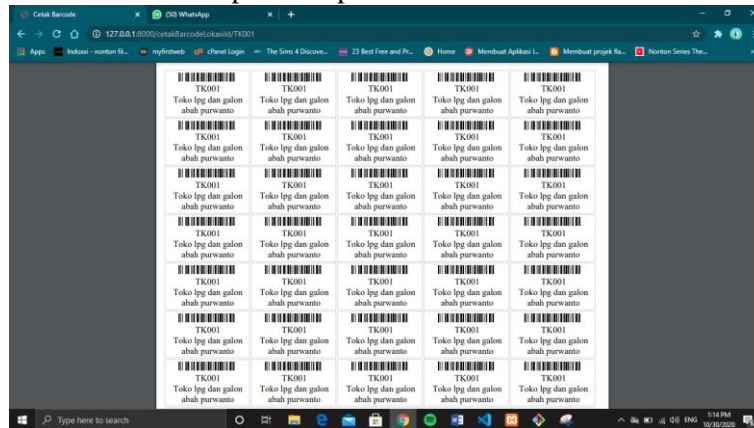 Cetak Barcode
(50) WhatsApp
127.0.0.1:8000/cetakBarcodeLokasiId/TK001
Apps Indoxxi - nonton fil... myfirstweb cPanel Login The Sims 4 Discove... 23 Best Free and Pr... Home Membuat Aplikasi L... Membuat projek fla... Nonton Series The...
TK001 TK001 TK001 TK001 TK001
Toko lpg dan galon Toko lpg dan galon Toko lpg dan galon Toko lpg dan galon Toko lpg dan galon
abah purwanto abah purwanto abah purwanto abah purwanto abah purwanto
TK001 TK001 TK001 TK001 TK001
Toko lpg dan galon Toko lpg dan galon Toko lpg dan galon Toko lpg dan galon Toko lpg dan galon
abah purwanto abah purwanto abah purwanto abah purwanto abah purwanto
TK001 TK001 TK001 TK001 TK001
Toko lpg dan galon Toko lpg dan galon Toko lpg dan galon Toko lpg dan galon Toko lpg dan galon
abah purwanto abah purwanto abah purwanto abah purwanto abah purwanto
TK001 TK001 TK001 TK001 TK001
Toko lpg dan galon Toko lpg dan galon Toko lpg dan galon Toko lpg dan galon Toko lpg dan galon
abah purwanto abah purwanto abah purwanto abah purwanto abah purwanto
TK001 TK001 TK001 TK001 TK001
Toko lpg dan galon Toko lpg dan galon Toko lpg dan galon Toko lpg dan galon Toko lpg dan galon
abah purwanto abah purwanto abah purwanto abah purwanto abah purwanto
TK001 TK001 TK001 TK001 TK001
Toko lpg dan galon Toko lpg dan galon Toko lpg dan galon Toko lpg dan galon Toko lpg dan galon
abah purwanto abah purwanto abah purwanto abah purwanto abah purwanto
TK001 TK001 TK001 TK001 TK001
Toko lpg dan galon Toko lpg dan galon Toko lpg dan galon Toko lpg dan galon Toko lpg dan galon
abah purwanto abah purwanto abah purwanto abah purwanto abah purwanto
Type here to search
ENG
1:14 PM
10/30/2020